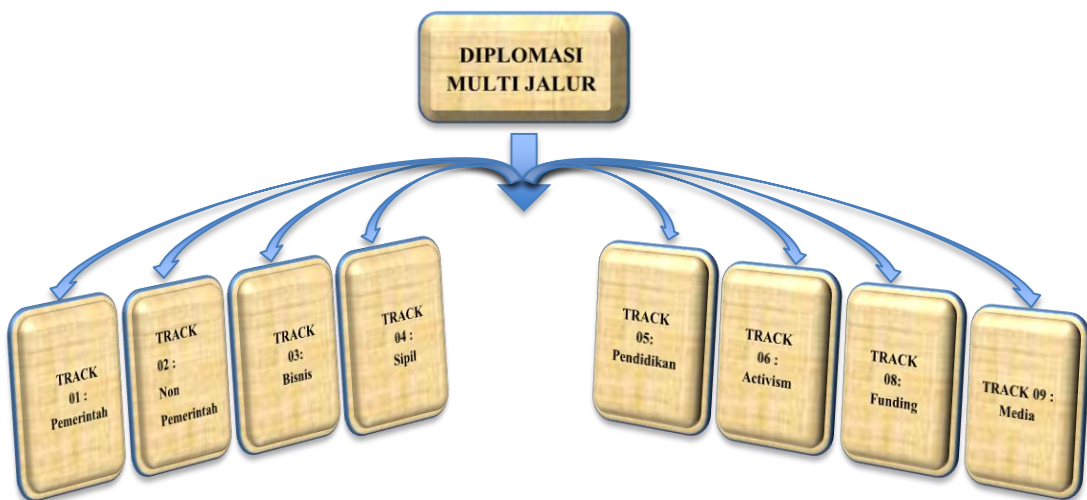 DIPLOMASI
MULTI JALUR
TRACK
01 :
Pemerintah
TRACK
02 :
Non
Pemerintah
TRACK
03:
Bisnis
TRACK
04 :
Sipil
TRACK
05:
Pendidikan
TRACK
06 :
Activism
TRACK
08:
Funding
TRACK 09 :
Media